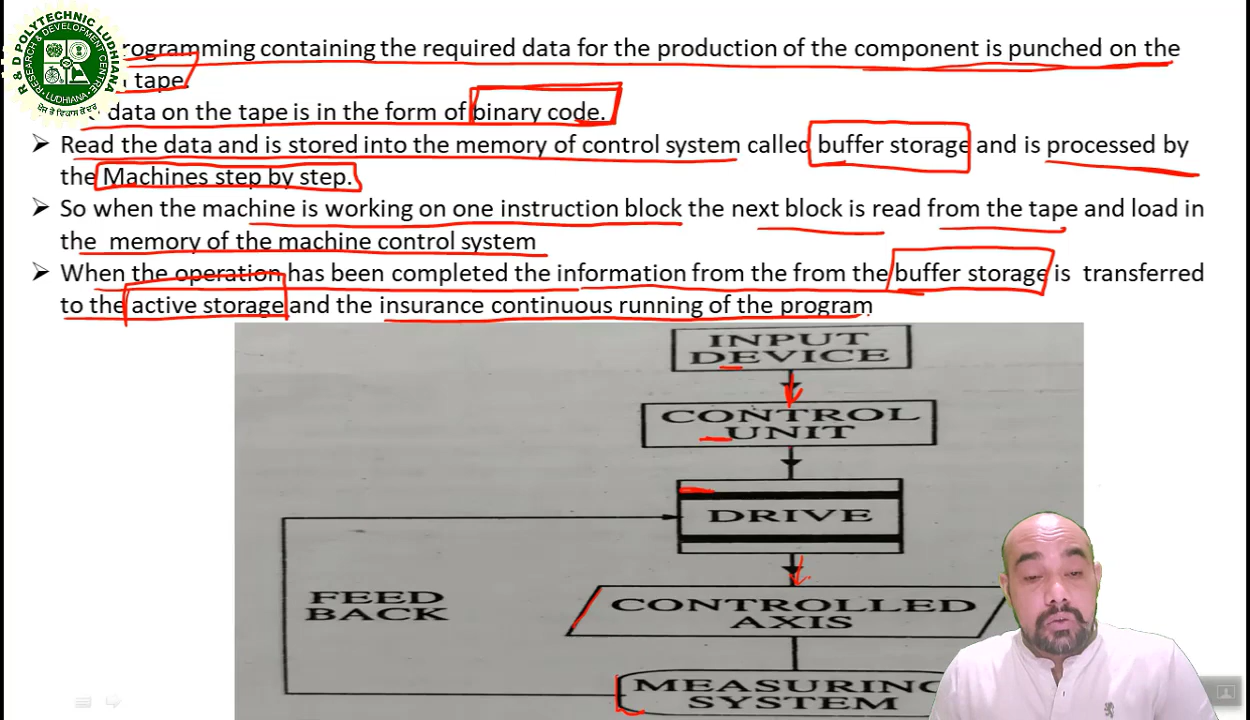 R & D POLYTECHNIC LUDHIANA
RESEARCH & DEVELOPMENT CENTRE
LUDHIANA
rogramming containing the required data for the production of the component is punched on the
tape.
data on the tape is in the form of binary code.
➢ Read the data and is stored into the memory of control system called buffer storage and is processed by
the Machines step by step.
➢ So when the machine is working on one instruction block the next block is read from the tape and load in
the memory of the machine control system
➢ When the operation has been completed the information from the from the buffer storage is transferred
to the active storage and the insurance continuous running of the program
INPUT
DEVICE
CONTROL
UNIT
DRIVE
FEED
BACK
CONTROLLED
AXIS
MEASURING
SYSTEM